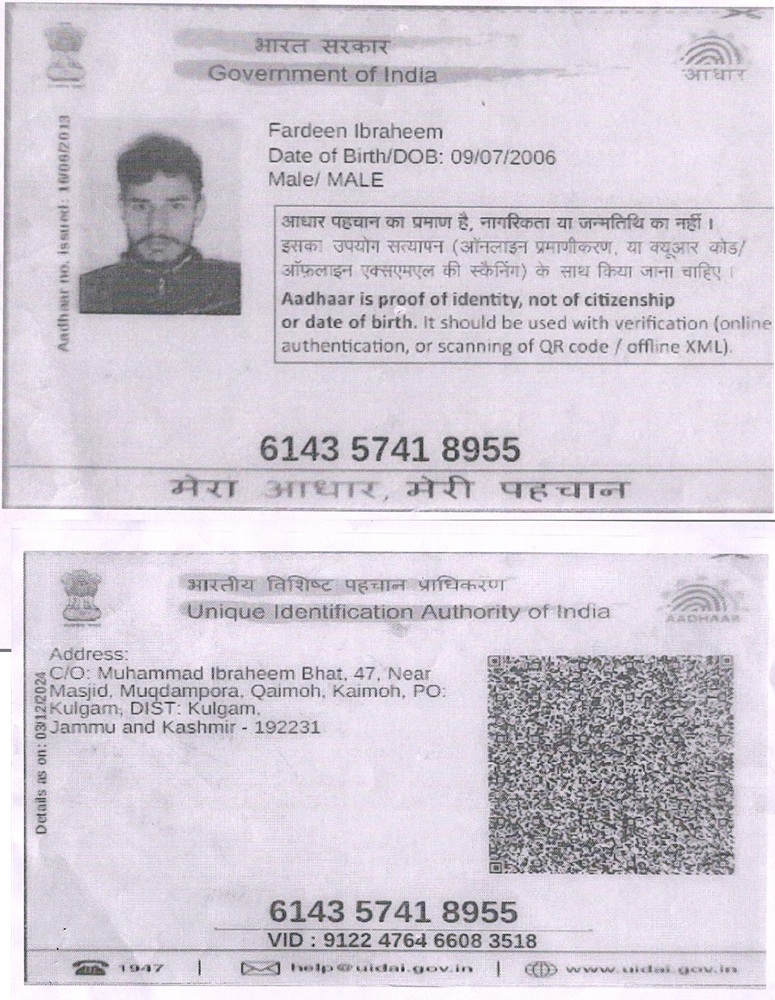 भारत सरकार
Government of India
आधार
Aadhaar no. issued: 16/06/2013
Fardeen Ibraheem
Date of Birth/DOB: 09/07/2006
Male/ MALE
आधार पहचान का प्रमाण है, नागरिकता या जन्मतिथि का नहीं ।
इसका उपयोग सत्यापन (ऑनलाइन प्रमाणीकरण, या क्यूआर कोड/
ऑफ़लाइन एक्सएमएल की स्कैनिंग) के साथ किया जाना चाहिए ।
Aadhaar is proof of identity, not of citizenship
or date of birth. It should be used with verification (online
authentication, or scanning of QR code / offline XML).
6143 5741 8955
मेरा आधार, मेरी पहचान
भारतीय विशिष्ट पहचान प्राधिकरण
Unique Identification Authority of India
AADHAAR
Details as on: 03/12/2024
Address:
C/O: Muhammad Ibraheem Bhat, 47, Near
Masjid, Muqdampora, Qaimoh, Kaimoh, PO:
Kulgam, DIST: Kulgam,
Jammu and Kashmir - 192231
6143 5741 8955
VID : 9122 4764 6608 3518
1947 | help@uidai.gov.in | www.uidai.gov.in